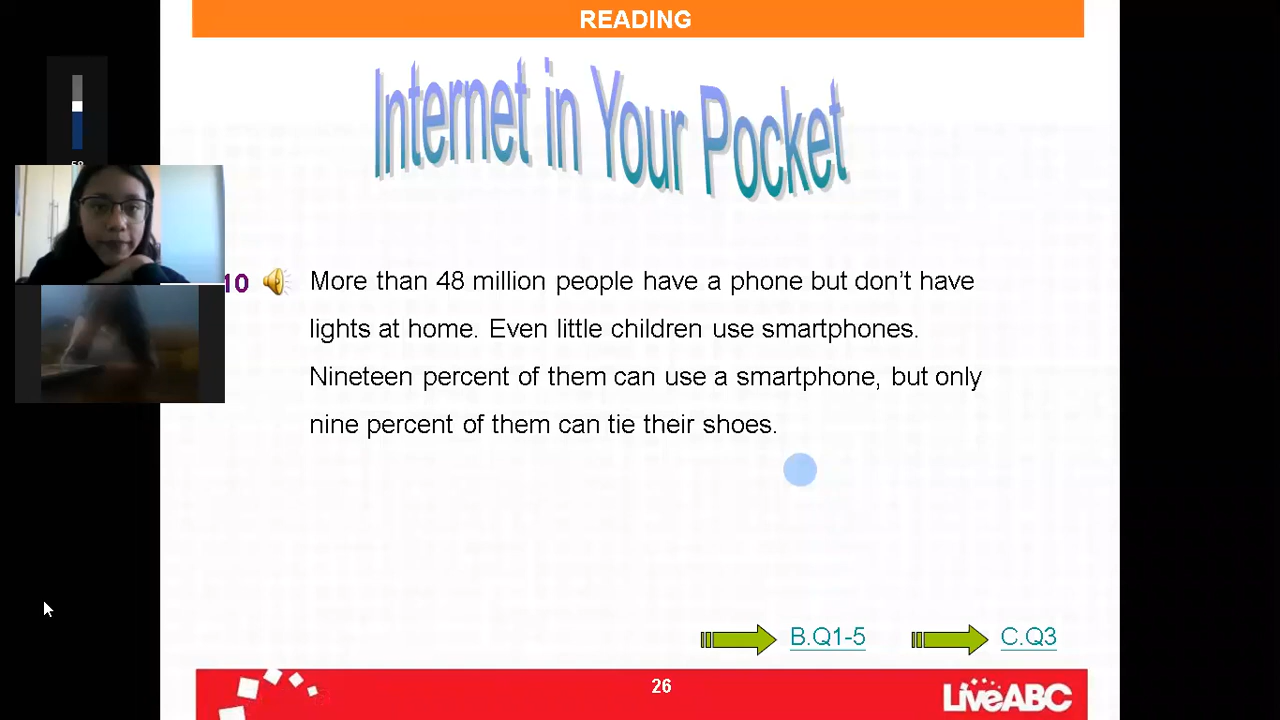 READING
Internet in Your Pocket
10
More than 48 million people have a phone but don't have
lights at home. Even little children use smartphones.
Nineteen percent of them can use a smartphone, but only
nine percent of them can tie their shoes.
B.Q1-5
C.Q3
26
LiveABC